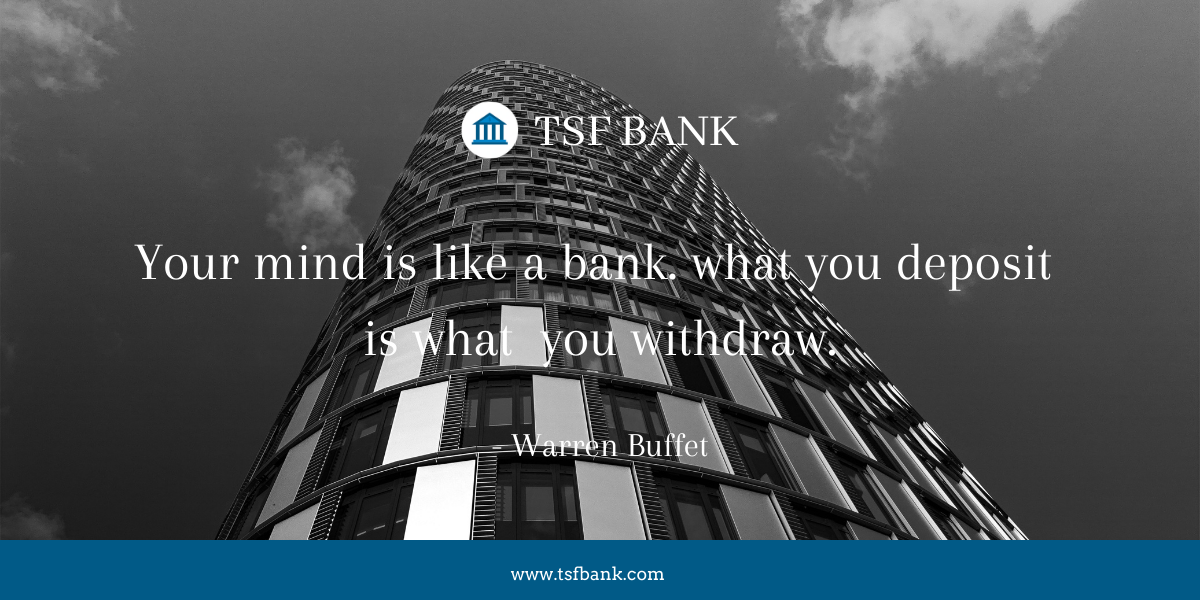 TSF BANK
Your mind is like a bank. what you deposit
is what you withdraw.
- Warren Buffet
www.tsfbank.com